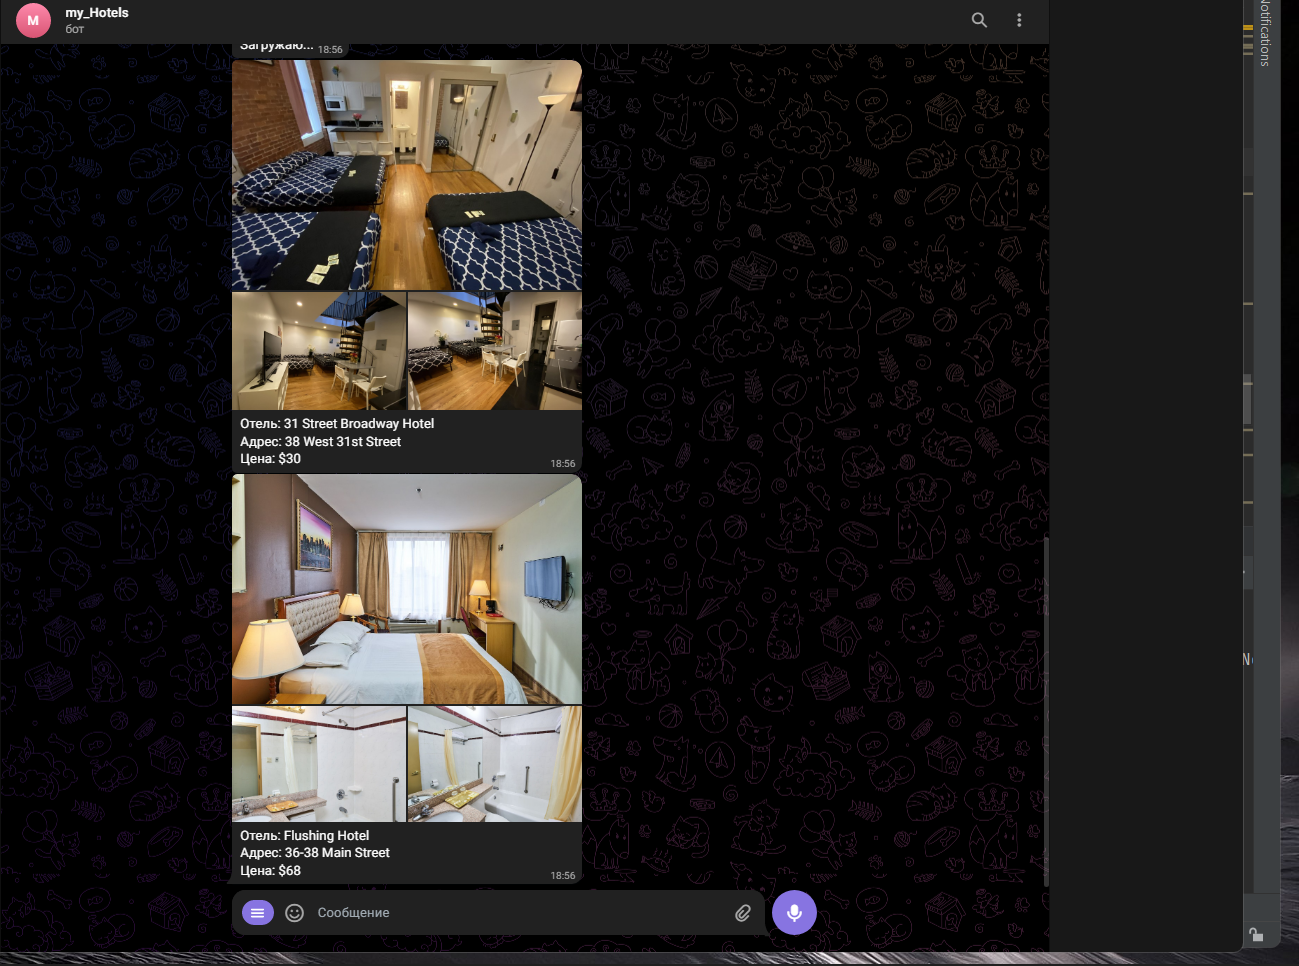 M
my_Hotels
бот
Загружаю...
18:56
Отель: 31 Street Broadway Hotel
Адрес: 38 West 31st Street
Цена: $30
18:56
Отель: Flushing Hotel
Адрес: 36-38 Main Street
Цена: $68
18:56
Сообщение
Notifications